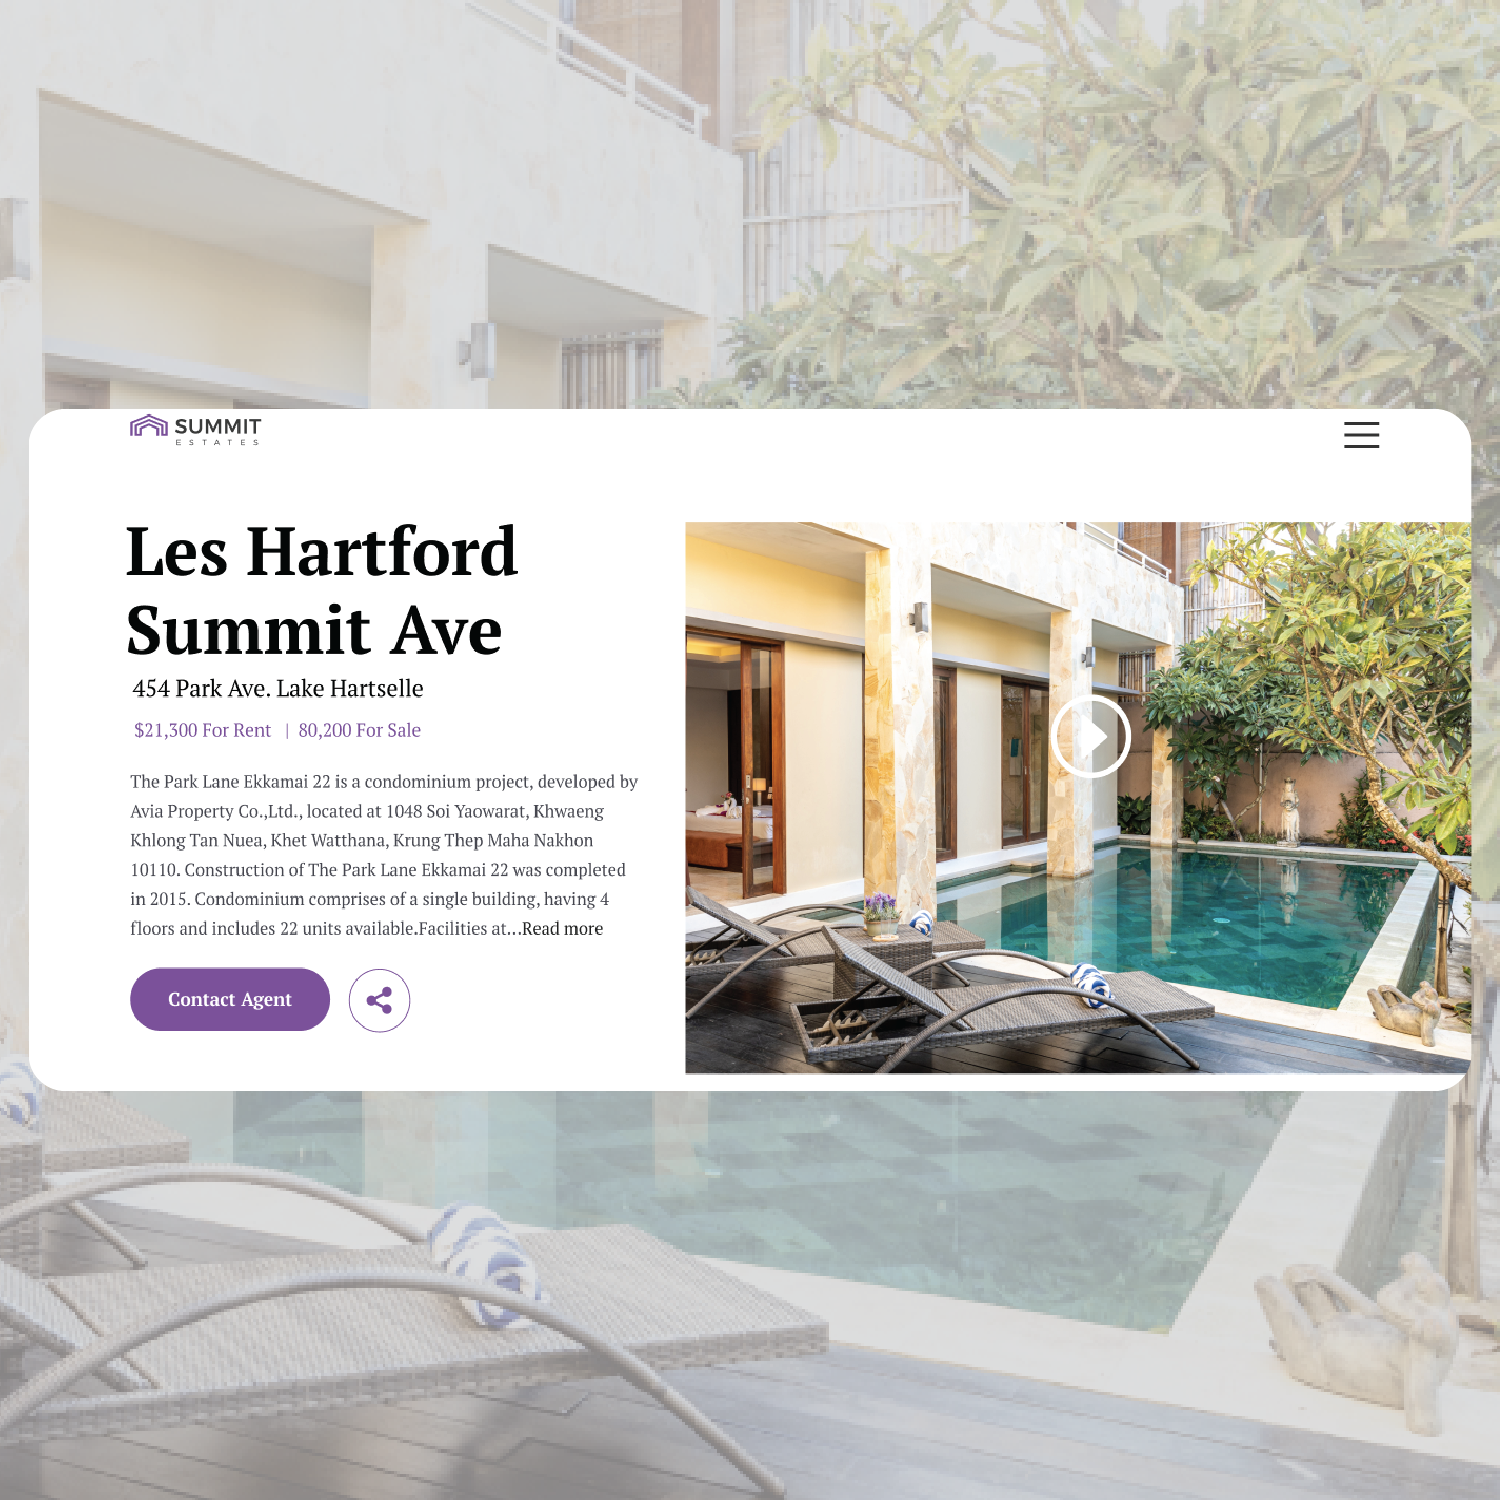 SUMMIT
ESTATES
Les Hartford
Summit Ave
454 Park Ave. Lake Hartselle
$21,300 For Rent | 80,200 For Sale
The Park Lane Ekkamai 22 is a condominium project, developed by
Avia Property Co.,Ltd., located at 1048 Soi Yaowarat, Khwaeng
Khlong Tan Nuea, Khet Watthana, Krung Thep Maha Nakhon
10110. Construction of The Park Lane Ekkamai 22 was completed
in 2015. Condominium comprises of a single building, having 4
floors and includes 22 units available.Facilities at...Read more
Contact Agent